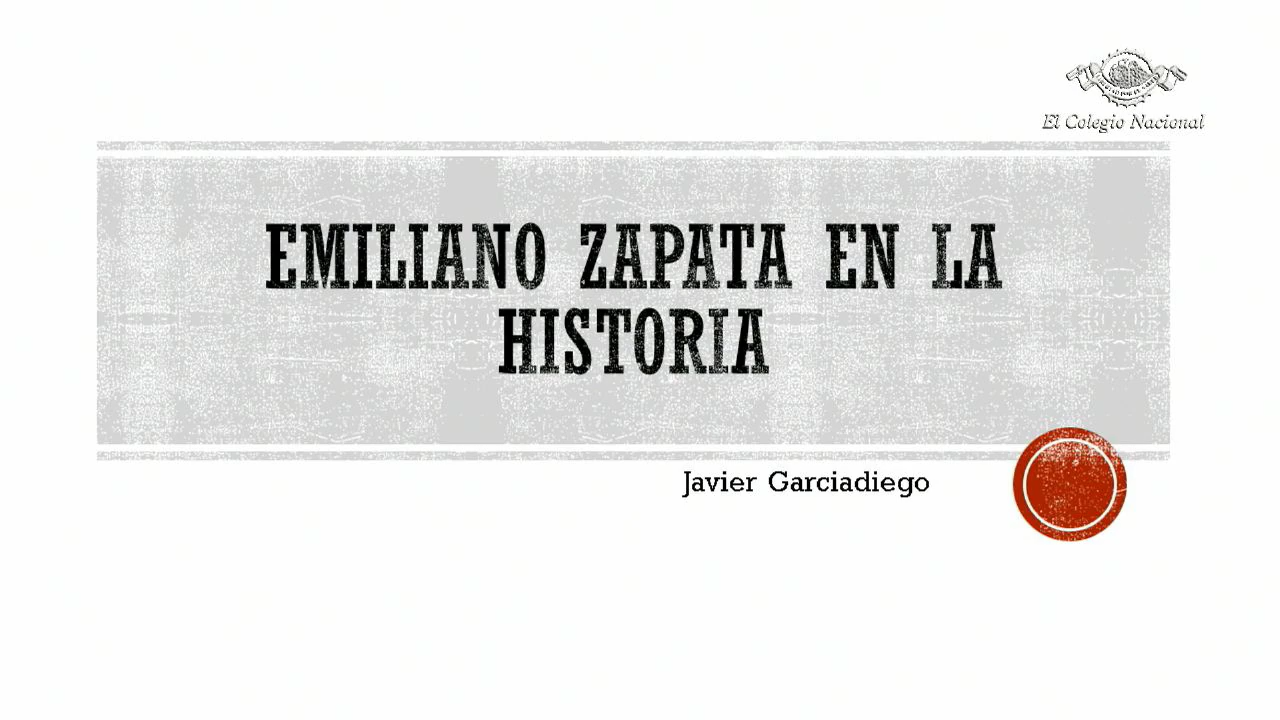 El Colegio Nacional
EMILIANO ZAPATA EN LA
HISTORIA
Javier Garciadiego